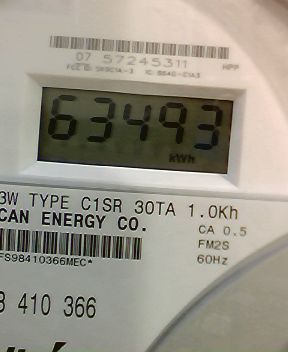 07 57245311
HPP
63493
kWh
3W TYPE C1SR 30TA 1.0Kh
CAN ENERGY CO.
CA 0.5
FM2S
60Hz
FS98410366MEC*
410 366